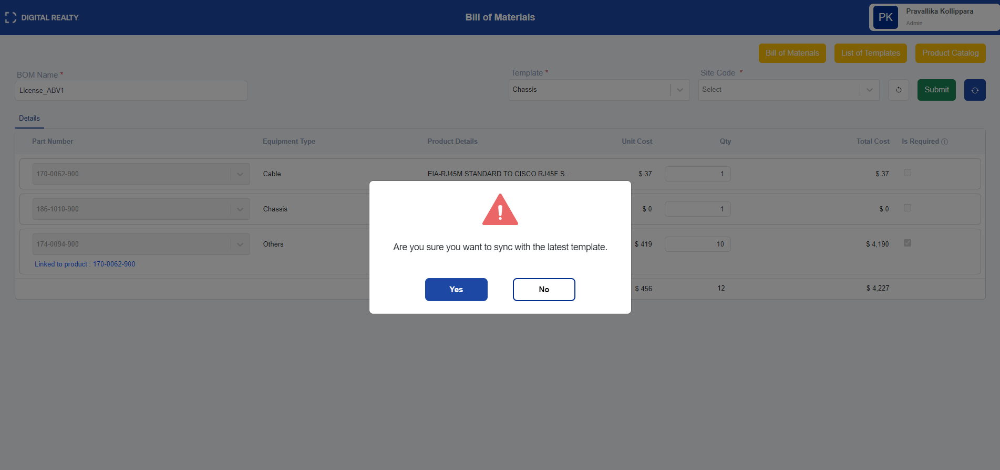 DIGITAL REALTY
Bill of Materials
PK
Pravallika Kollippara
Admin
Bill of Materials
List of Templates
Product Catalog
BOM Name *
Template *
Site Code *
License_ABV1
Chassis
Select
Submit
Details
Part Number
Equipment Type
Product Details
Unit Cost
Qty
Total Cost
Is Required
170-0062-900
Cable
EIA-RJ45M STANDARD TO CISCO RJ45F S...
$ 37
1
$ 37
186-1010-900
Chassis
$ 0
1
$ 0
174-0094-900
Others
$ 419
10
$ 4,190
Linked to product : 170-0062-900
$ 456
12
$ 4,227
Are you sure you want to sync with the latest template.
Yes
No